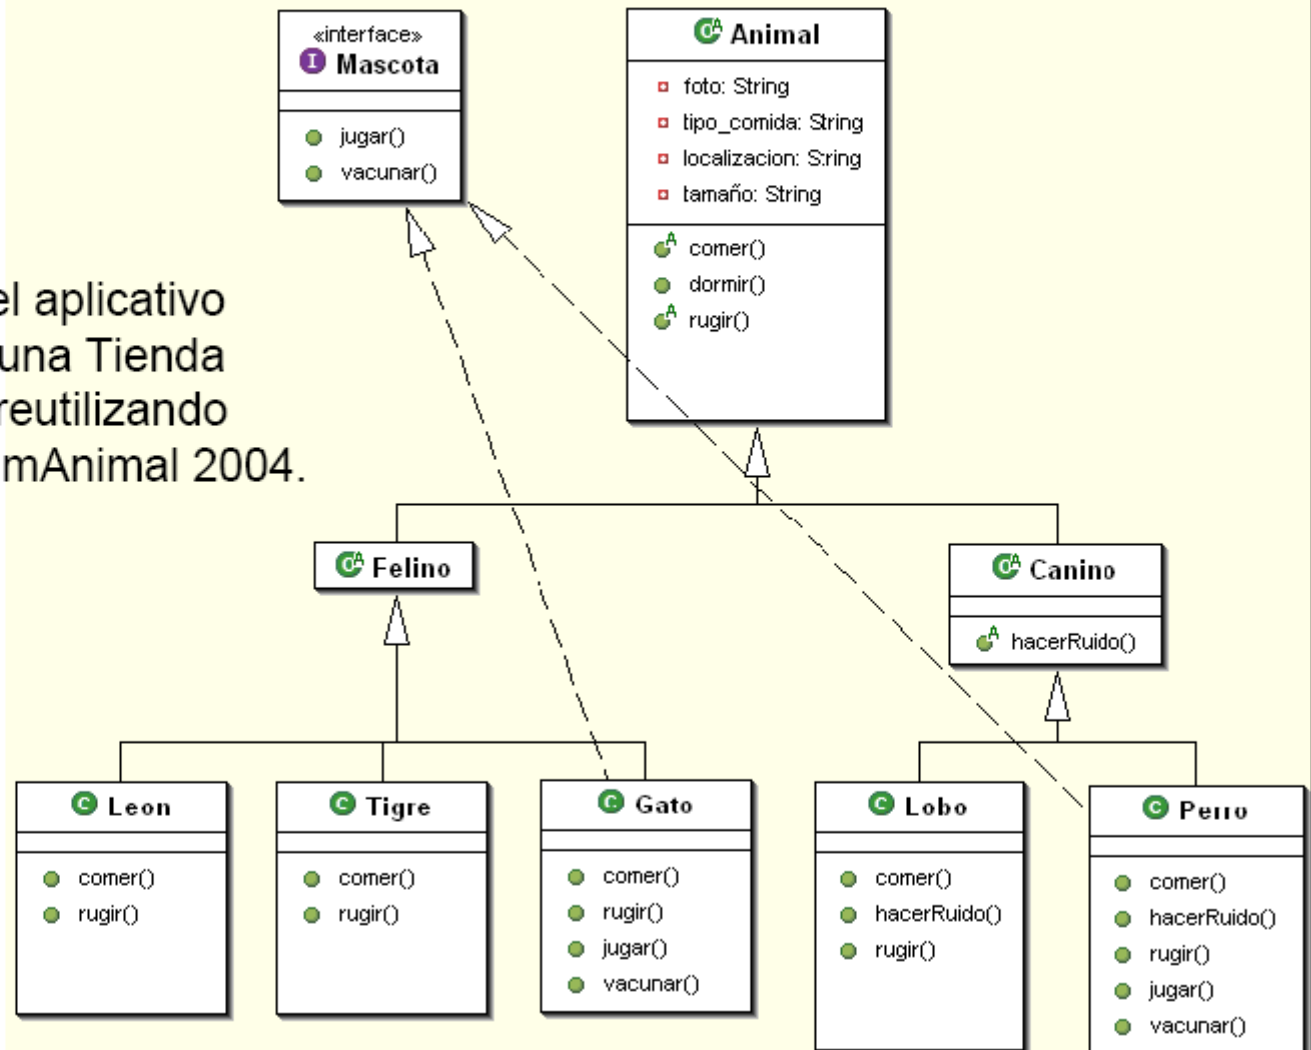 «interface»
I Mascota
jugar()
vacunar()
Animal
foto: String
tipo_comida: String
localizacion: String
tamaño: String
comer()
dormir()
rugir()
el aplicativo
una Tienda
reutilizando
mAnimal 2004.
Felino
Canino
hacerRuido()
C Leon
comer()
rugir()
C Tigre
comer()
rugir()
C Gato
comer()
rugir()
jugar()
vacunar()
C Lobo
comer()
hacerRuido()
rugir()
C Perro
comer()
hacerRuido()
rugir()
jugar()
vacunar()